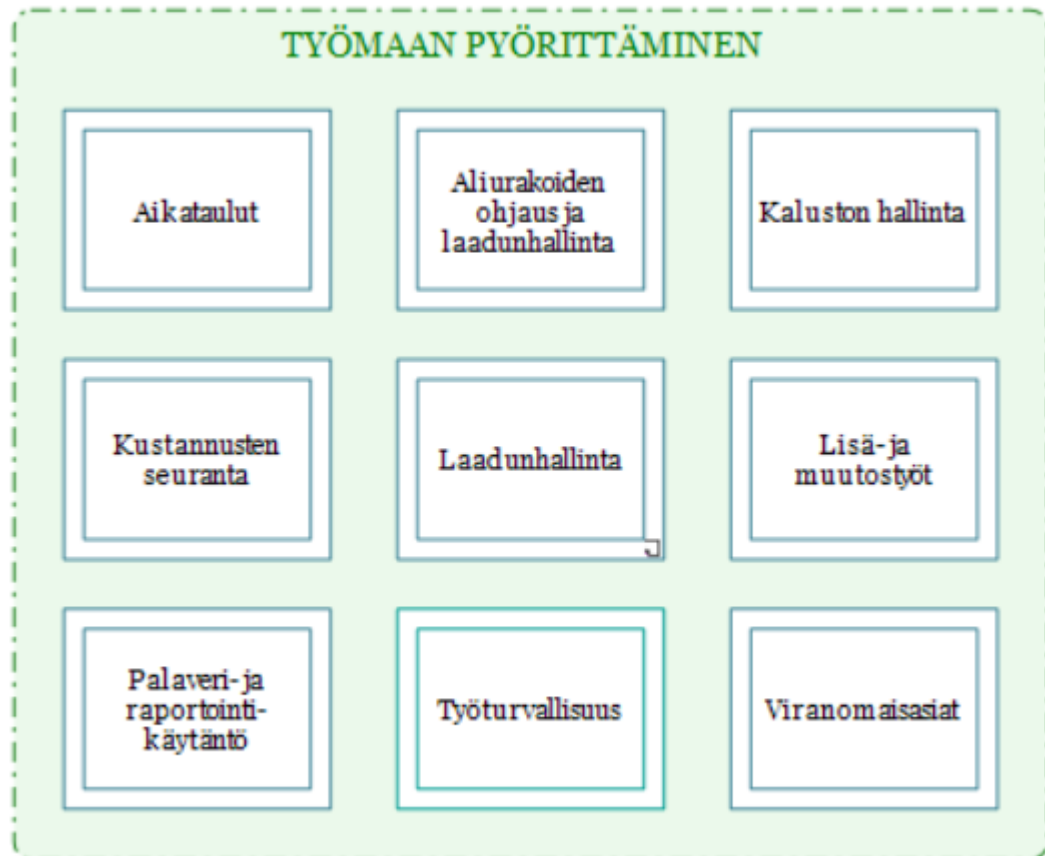 TYÖMAAN PYÖRITTÄMINEN
Aikataulut
Aliurakoiden
ohjaus ja
laadunhallinta
Kaluston hallinta
Kustannusten
seuranta
Laadunhallinta
Lisä- ja
muutostyöt
Palaveri- ja
raportointi-
käytäntö
Työturvallisuus
Viranomaisasiat